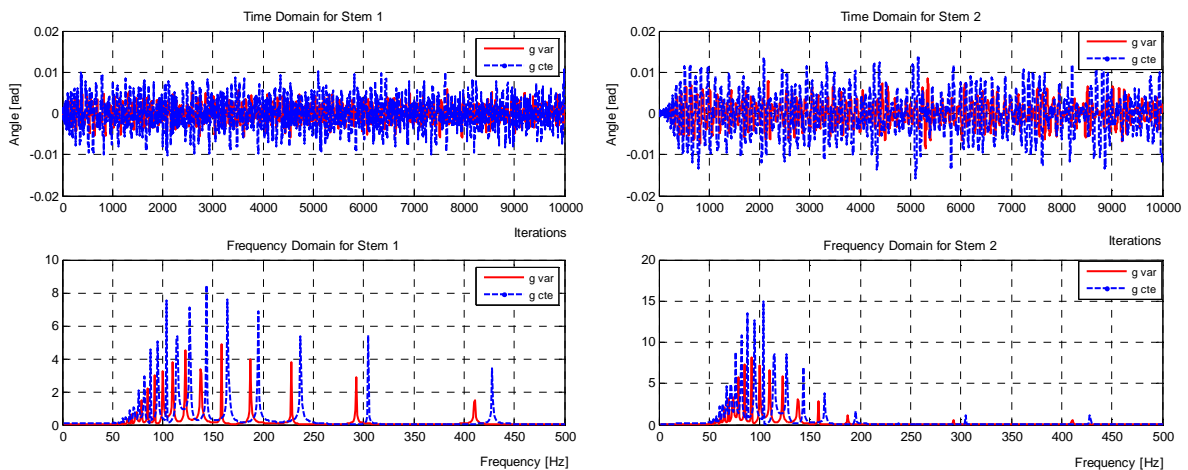 Time Domain for Stem 1
0.02
0.01
0
-0.01
-0.02
Angle [rad]
g var
g cte
0 1000 2000 3000 4000 5000 6000 7000 8000 9000 10000
Iterations
Time Domain for Stem 2
0.02
0.01
0
-0.01
-0.02
Angle [rad]
g var
g cte
0 1000 2000 3000 4000 5000 6000 7000 8000 9000 10000
Iterations
Frequency Domain for Stem 1
10
8
6
4
2
0
g var
g cte
0 50 100 150 200 250 300 350 400 450 500
Frequency [Hz]
Frequency Domain for Stem 2
20
15
10
5
0
g var
g cte
0 50 100 150 200 250 300 350 400 450 500
Frequency [Hz]